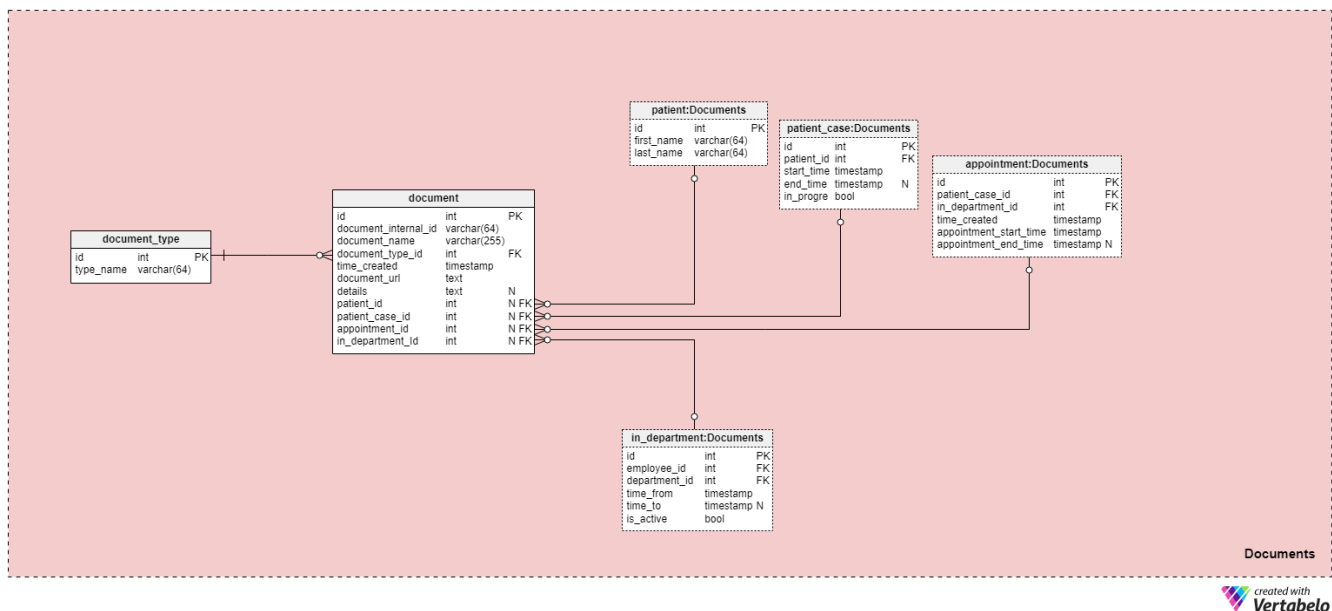 patient:Documents
id int PK
first_name varchar(64)
last_name varchar(64)
patient_case:Documents
id int PK
patient_id int FK
start_time timestamp
end_time timestamp N
in_progre bool
appointment:Documents
id int PK
patient_case_id int FK
in_department_id int FK
time_created timestamp
appointment_start_time timestamp
appointment_end_time timestamp N
document
id int PK
document_internal_id varchar(64)
document_name varchar(255)
document_type_id int FK
time_created timestamp
document_url text
details text N
patient_id int N FK
patient_case_id int N FK
appointment_id int N FK
in_department_Id int N FK
document_type
id int PK
type_name varchar(64)
in_department:Documents
id int PK
employee_id int FK
department_id int FK
time_from timestamp
time_to timestamp N
is_active bool
Documents
created with
Vertabelo